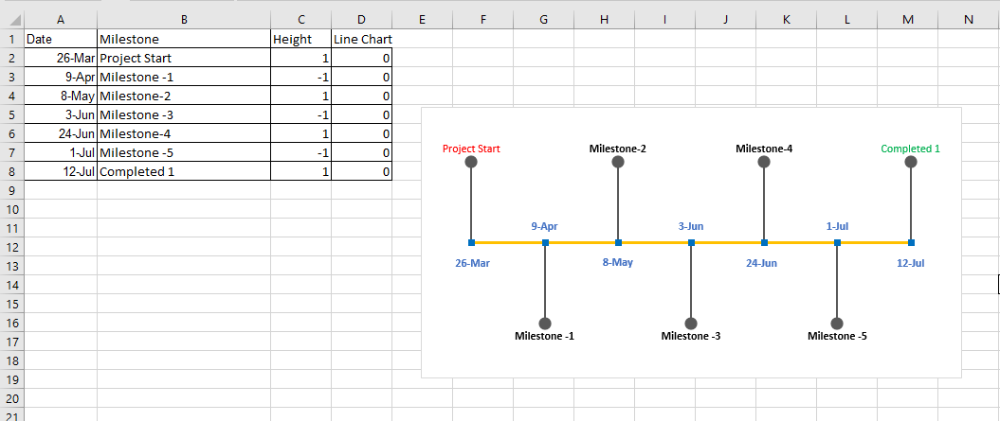 A B C D E F G H I J K L M N
1 Date Milestone Height Line Chart
2 26-Mar Project Start 1 0
3 9-Apr Milestone -1 -1 0
4 8-May Milestone-2 1 0
5 3-Jun Milestone -3 -1 0
6 24-Jun Milestone-4 1 0
7 1-Jul Milestone -5 -1 0
8 12-Jul Completed 1 1 0
9
10
11
12
13
14
15
16
17
18
19
20
21
Project Start Milestone-2 Milestone-4 Completed 1
9-Apr 3-Jun 1-Jul
26-Mar 8-May 24-Jun 12-Jul
Milestone -1 Milestone -3 Milestone -5